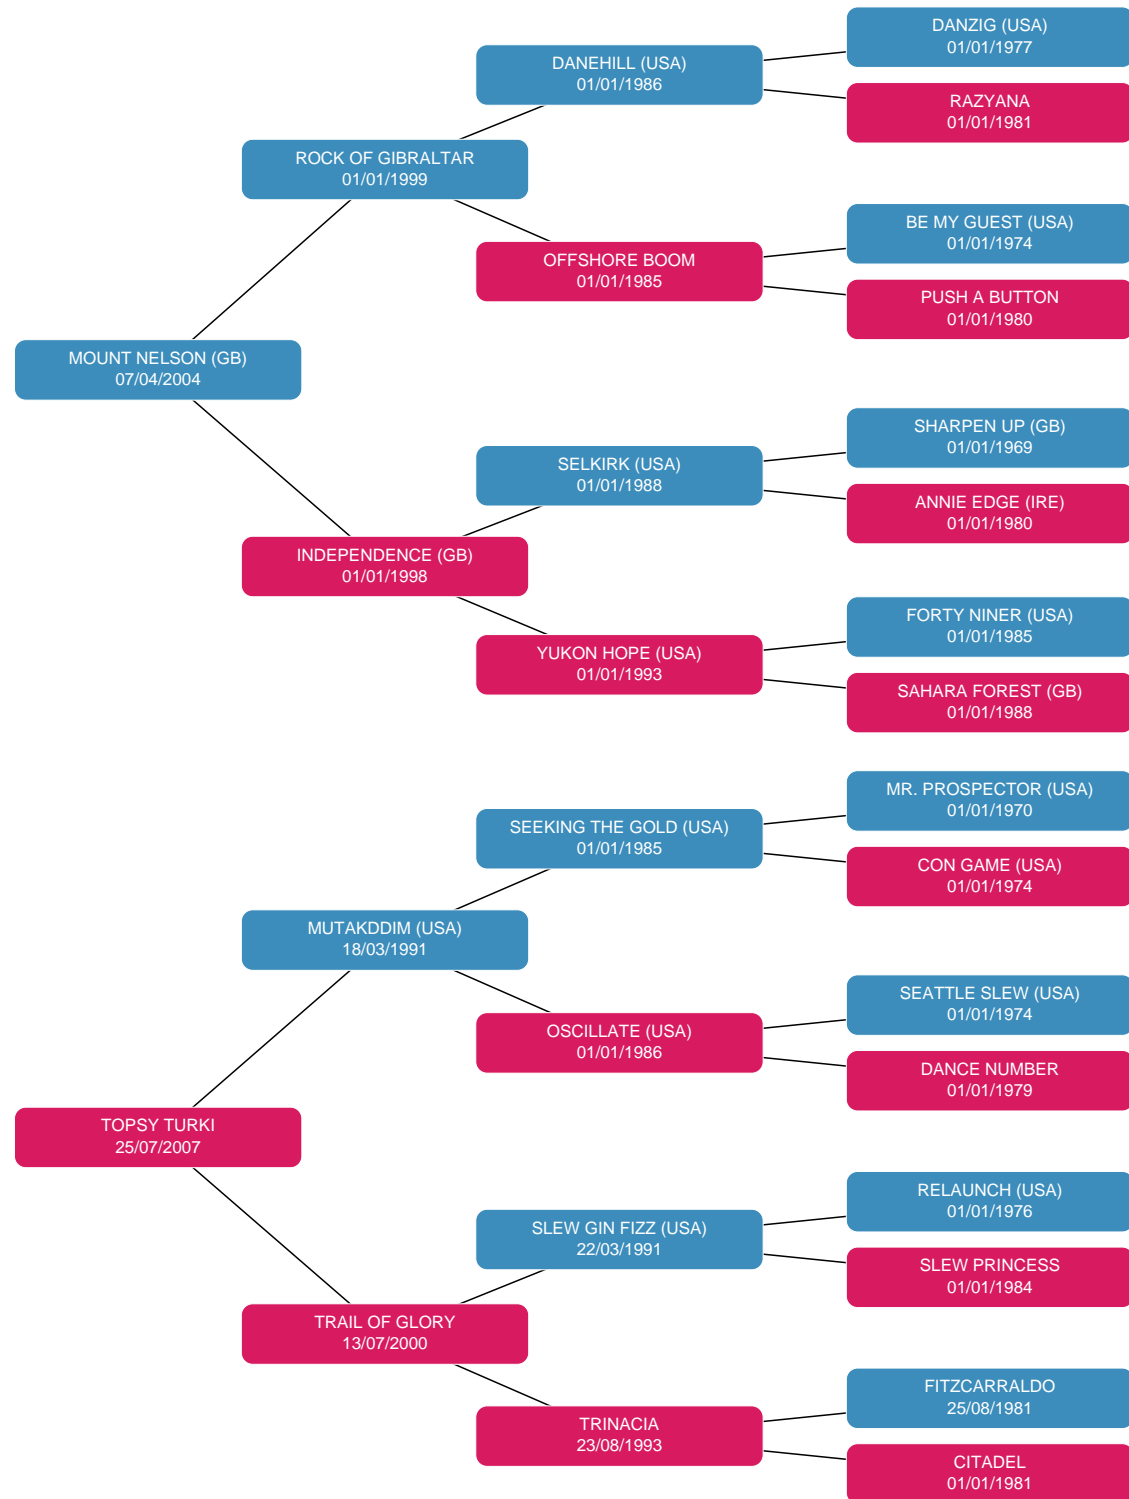 DANZIG (USA)
01/01/1977
DANEHILL (USA)
01/01/1986
RAZYANA
01/01/1981
ROCK OF GIBRALTAR
01/01/1999
BE MY GUEST (USA)
01/01/1974
OFFSHORE BOOM
01/01/1985
PUSH A BUTTON
01/01/1980
MOUNT NELSON (GB)
07/04/2004
SHARPEN UP (GB)
01/01/1969
SELKIRK (USA)
01/01/1988
ANNIE EDGE (IRE)
01/01/1980
INDEPENDENCE (GB)
01/01/1998
FORTY NINER (USA)
01/01/1985
YUKON HOPE (USA)
01/01/1993
SAHARA FOREST (GB)
01/01/1988
MR. PROSPECTOR (USA)
01/01/1970
SEEKING THE GOLD (USA)
01/01/1985
CON GAME (USA)
01/01/1974
MUTAKDDIM (USA)
18/03/1991
SEATTLE SLEW (USA)
01/01/1974
OSCILLATE (USA)
01/01/1986
DANCE NUMBER
01/01/1979
TOPSY TURKI
25/07/2007
RELAUNCH (USA)
01/01/1976
SLEW GIN FIZZ (USA)
22/03/1991
SLEW PRINCESS
01/01/1984
TRAIL OF GLORY
13/07/2000
FITZCARRALDO
25/08/1981
TRINACIA
23/08/1993
CITADEL
01/01/1981